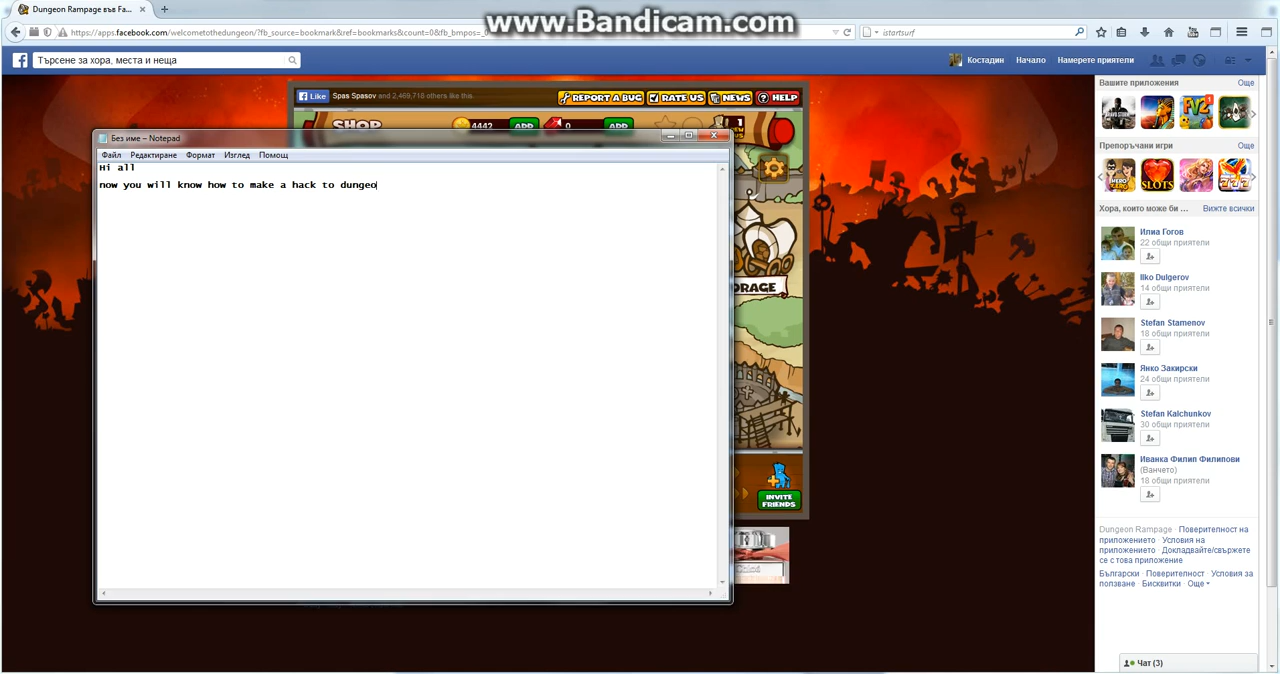 Dungeon Rampage във Fa...
www.Bandicam.com
https://apps.facebook.com/welcometothedungeon/?fb_source=bookmark&ref=bookmarks&count=0&fb_bmpos=_0
istartsurf
Търсене за хора, места и неща
Костадин
Начало
Намерете приятели
Like
Spas Spasov and 2,469,718 others like this.
REPORT A BUG
RATE US
NEWS
HELP
SHOP
4442
ADD
0
ADD
1
Без име – Notepad
Файл Редактиране Формат Изглед Помощ
Hi all
now you will know how to make a hack to dungeo
INVITE
FRIENDS
Вашите приложения
Още
Препоръчани игри
Още
Хора, които може би ...
Вижте всички
Илиа Гогов
22 общи приятели
Ilko Dulgerov
14 общи приятели
Stefan Stamenov
18 общи приятели
Янко Закирски
24 общи приятели
Stefan Kalchunkov
30 общи приятели
Иванка Филип Филипови
(Ванчето)
18 общи приятели
Dungeon Rampage · Поверителност на
приложението · Условия на
приложението · Докладвайте/свържете
се с това приложение
Български · Поверителност · Условия за
ползване · Бисквитки · Още
Чат (3)